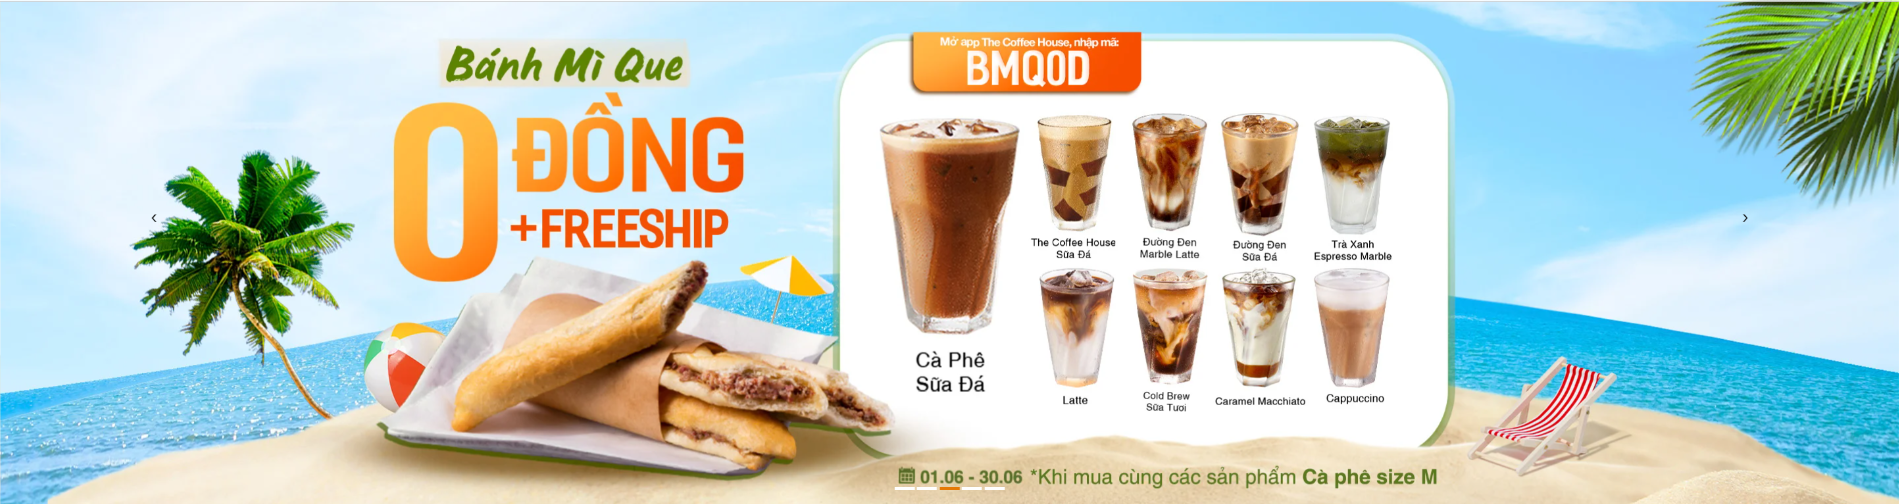 Bánh Mì Que
0 ĐỒNG
+FREESHIP
Mở app The Coffee House, nhập mã:
BMQ0D
Cà Phê
Sữa Đá
The Coffee House
Sữa Đá
Đường Đen
Marble Latte
Đường Đen
Sữa Đá
Trà Xanh
Espresso Marble
Latte
Cold Brew
Sữa Tươi
Caramel Macchiato
Cappuccino
01.06 - 30.06 *Khi mua cùng các sản phẩm Cà phê size M